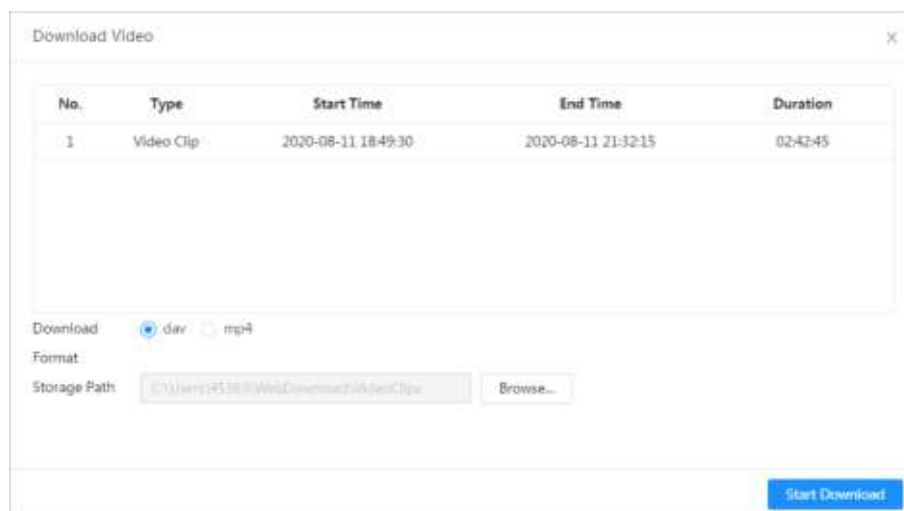 Download Video
No. Type Start Time End Time Duration
1 Video Clip 2020-08-11 18:49:30 2020-08-11 21:32:15 02:42:45
Download dav mp4
Format
Storage Path Browse...
Start Download